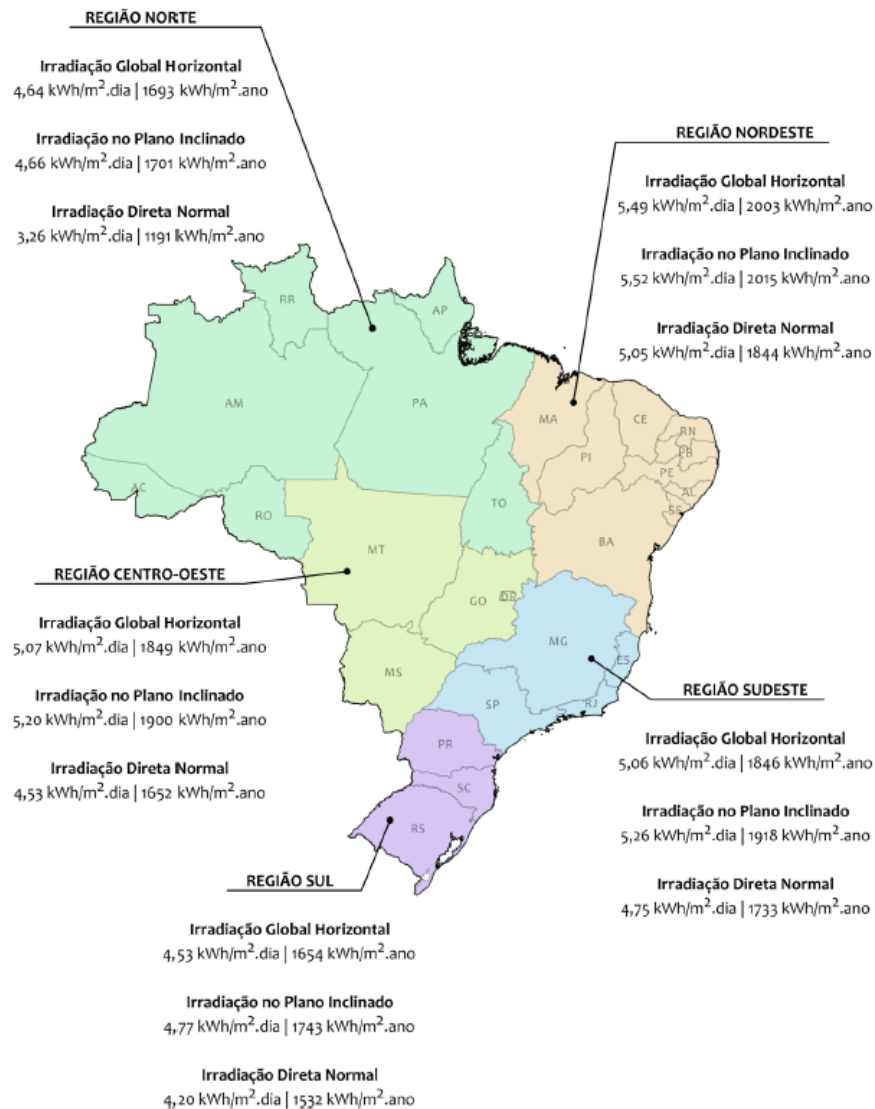 REGIÃO NORTE
Irradiação Global Horizontal
4,64 kWh/m².dia | 1693 kWh/m².ano
Irradiação no Plano Inclinado
4,66 kWh/m².dia | 1701 kWh/m².ano
Irradiação Direta Normal
3,26 kWh/m².dia | 1191 kWh/m².ano
REGIÃO NORDESTE
Irradiação Global Horizontal
5,49 kWh/m².dia | 2003 kWh/m².ano
Irradiação no Plano Inclinado
5,52 kWh/m².dia | 2015 kWh/m².ano
Irradiação Direta Normal
5,05 kWh/m².dia | 1844 kWh/m².ano
RR
AP
AM
PA
MA
CE
RN
PB
PI
PE
AC
AL
TO
SE
RO
BA
MT
REGIÃO CENTRO-OESTE
Irradiação Global Horizontal
5,07 kWh/m².dia | 1849 kWh/m².ano
Irradiação no Plano Inclinado
5,20 kWh/m².dia | 1900 kWh/m².ano
Irradiação Direta Normal
4,53 kWh/m².dia | 1652 kWh/m².ano
GO
DF
MG
ES
MS
SP
RJ
REGIÃO SUDESTE
Irradiação Global Horizontal
5,06 kWh/m².dia | 1846 kWh/m².ano
Irradiação no Plano Inclinado
5,26 kWh/m².dia | 1918 kWh/m².ano
Irradiação Direta Normal
4,75 kWh/m².dia | 1733 kWh/m².ano
PR
SC
RS
REGIÃO SUL
Irradiação Global Horizontal
4,53 kWh/m².dia | 1654 kWh/m².ano
Irradiação no Plano Inclinado
4,77 kWh/m².dia | 1743 kWh/m².ano
Irradiação Direta Normal
4,20 kWh/m².dia | 1532 kWh/m².ano